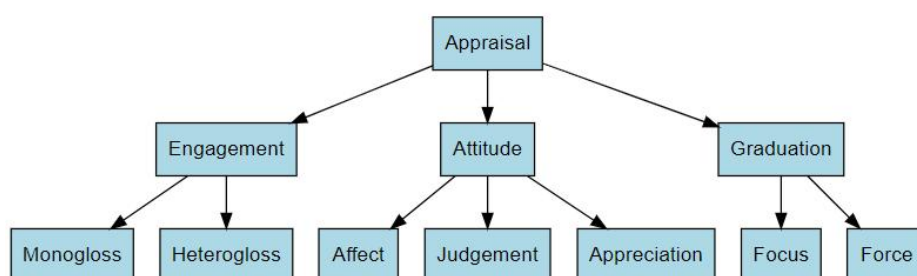 Appraisal
Engagement Attitude Graduation
Monogloss Heterogloss Affect Judgement Appreciation Focus Force